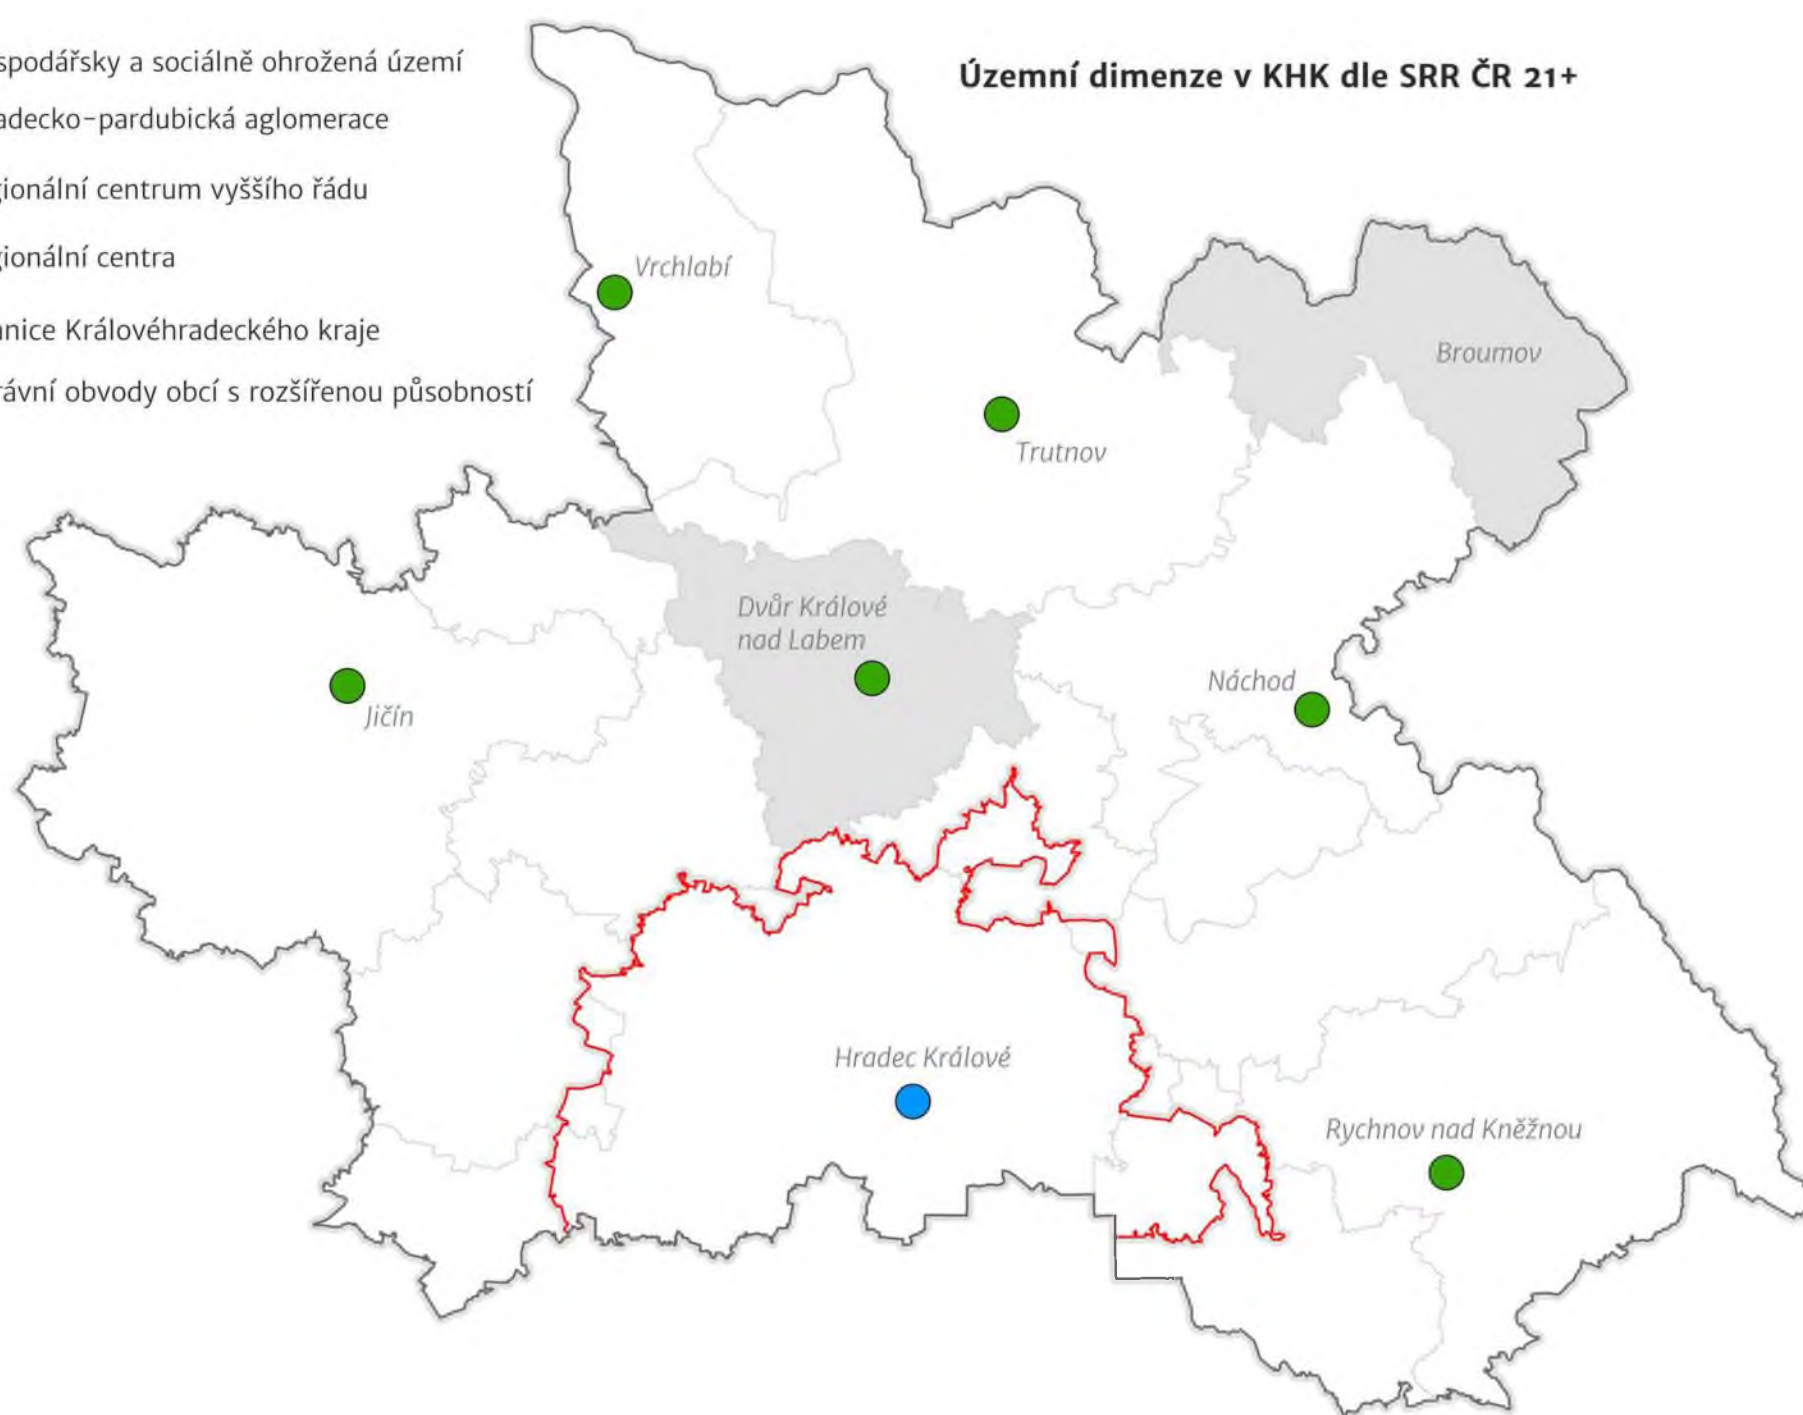 spodářsky a sociálně ohrožená území
Územní dimenze v KHK dle SRR ČR 21+
adecko-pardubická aglomerace
gionální centrum vyššího řádu
gionální centra
anice Královéhradeckého kraje
rávní obvody obcí s rozšířenou působností
Vrchlabí
Broumov
Trutnov
Dvůr Králové
nad Labem
Náchod
Jičín
Hradec Králové
Rychnov nad Kněžnou